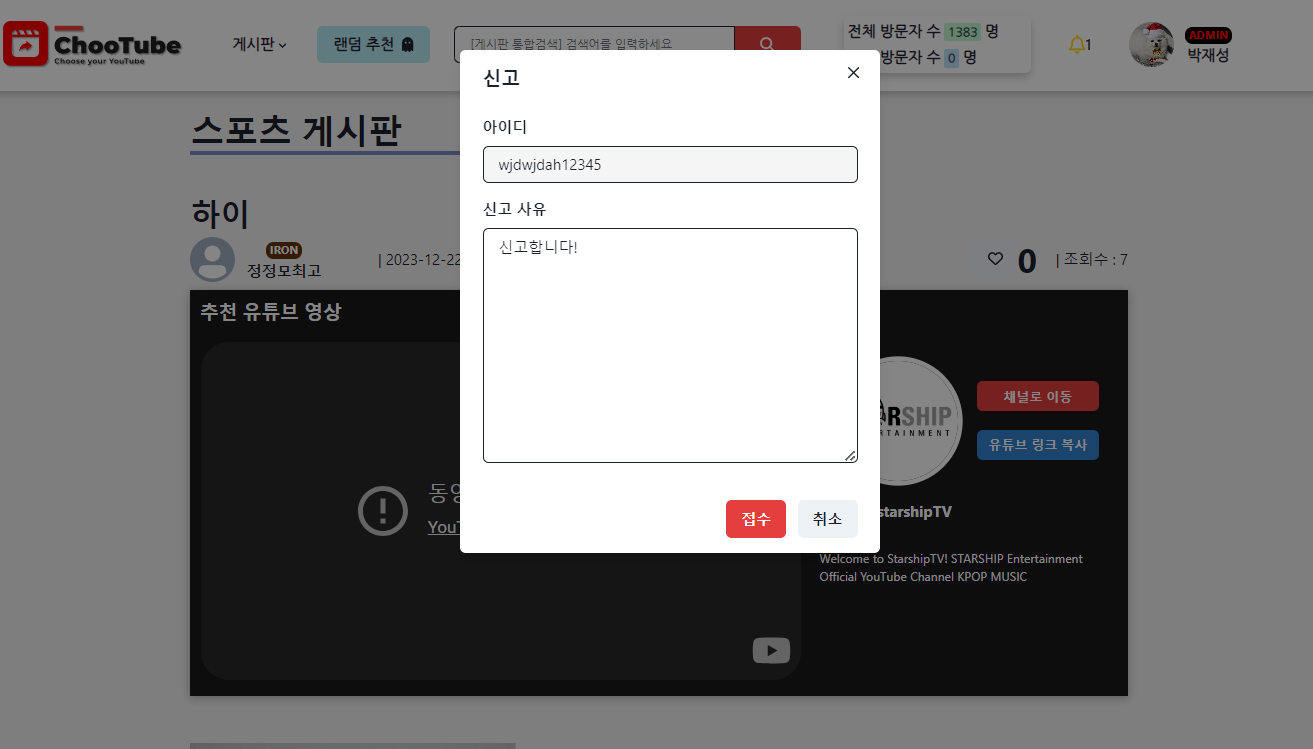 ChooTube
Choose your YouTube
게시판
랜덤 추천
[게시판 통합검색] 검색어를 입력하세요
전체 방문자 수 1383 명
방문자 수 0 명
1
ADMIN
박재성
스포츠 게시판
하이
IRON
정정모최고
| 2023-12-22
0
| 조회수 : 7
추천 유튜브 영상
신고
아이디
wjdwjdah12345
신고 사유
신고합니다!
접수
취소
RSHIP
RTAINMENT
채널로 이동
유튜브 링크 복사
starshipTV
Welcome to StarshipTV! STARSHIP Entertainment
Official YouTube Channel KPOP MUSIC